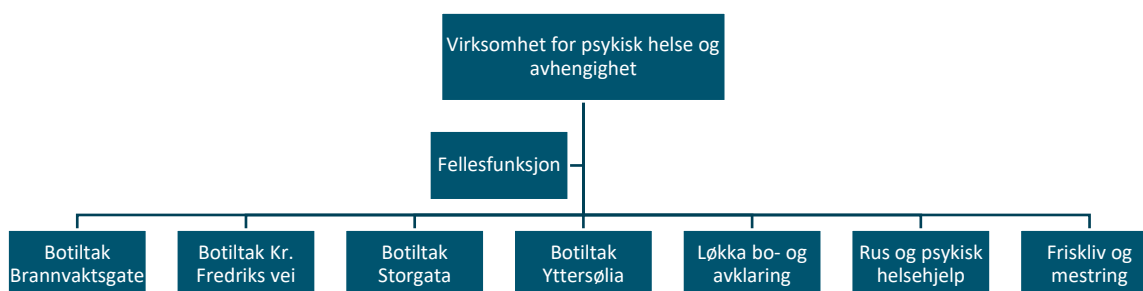 Virksomhet for psykisk helse og
avhengighet
Fellesfunksjon
Botiltak
Brannvaktsgate
Botiltak Kr.
Fredriks vei
Botiltak
Storgata
Botiltak
Yttersølia
Løkka bo- og
avklaring
Rus og psykisk
helsehjelp
Friskliv og
mestring